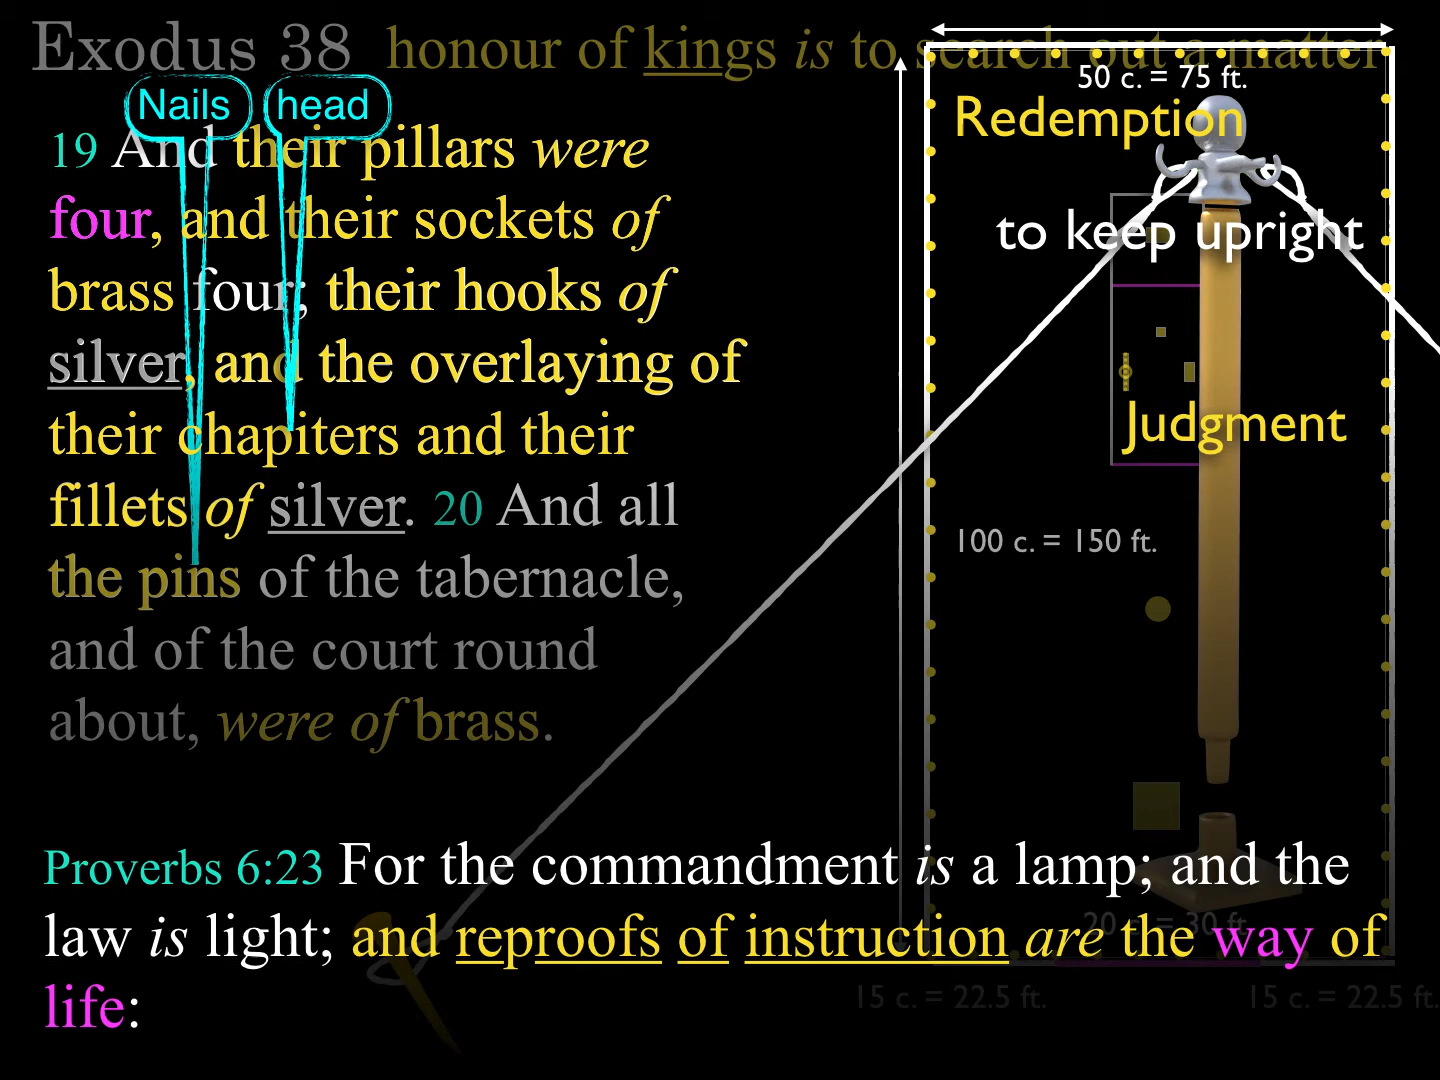 Exodus 38 honour of kings is to search out a matter
50 c. = 75 ft.
Nails head
Redemption
19 And their pillars were
four, and their sockets of
to keep upright
brass four; their hooks of
silver, and the overlaying of
their chapiters and their
Judgment
fillets of silver. 20 And all
100 c. = 150 ft.
the pins of the tabernacle,
and of the court round
about, were of brass.
Proverbs 6:23 For the commandment is a lamp; and the
20 c. = 30 ft.
law is light; and reproofs of instruction are the way of
15 c. = 22.5 ft. 15 c. = 22.5 ft.
life: